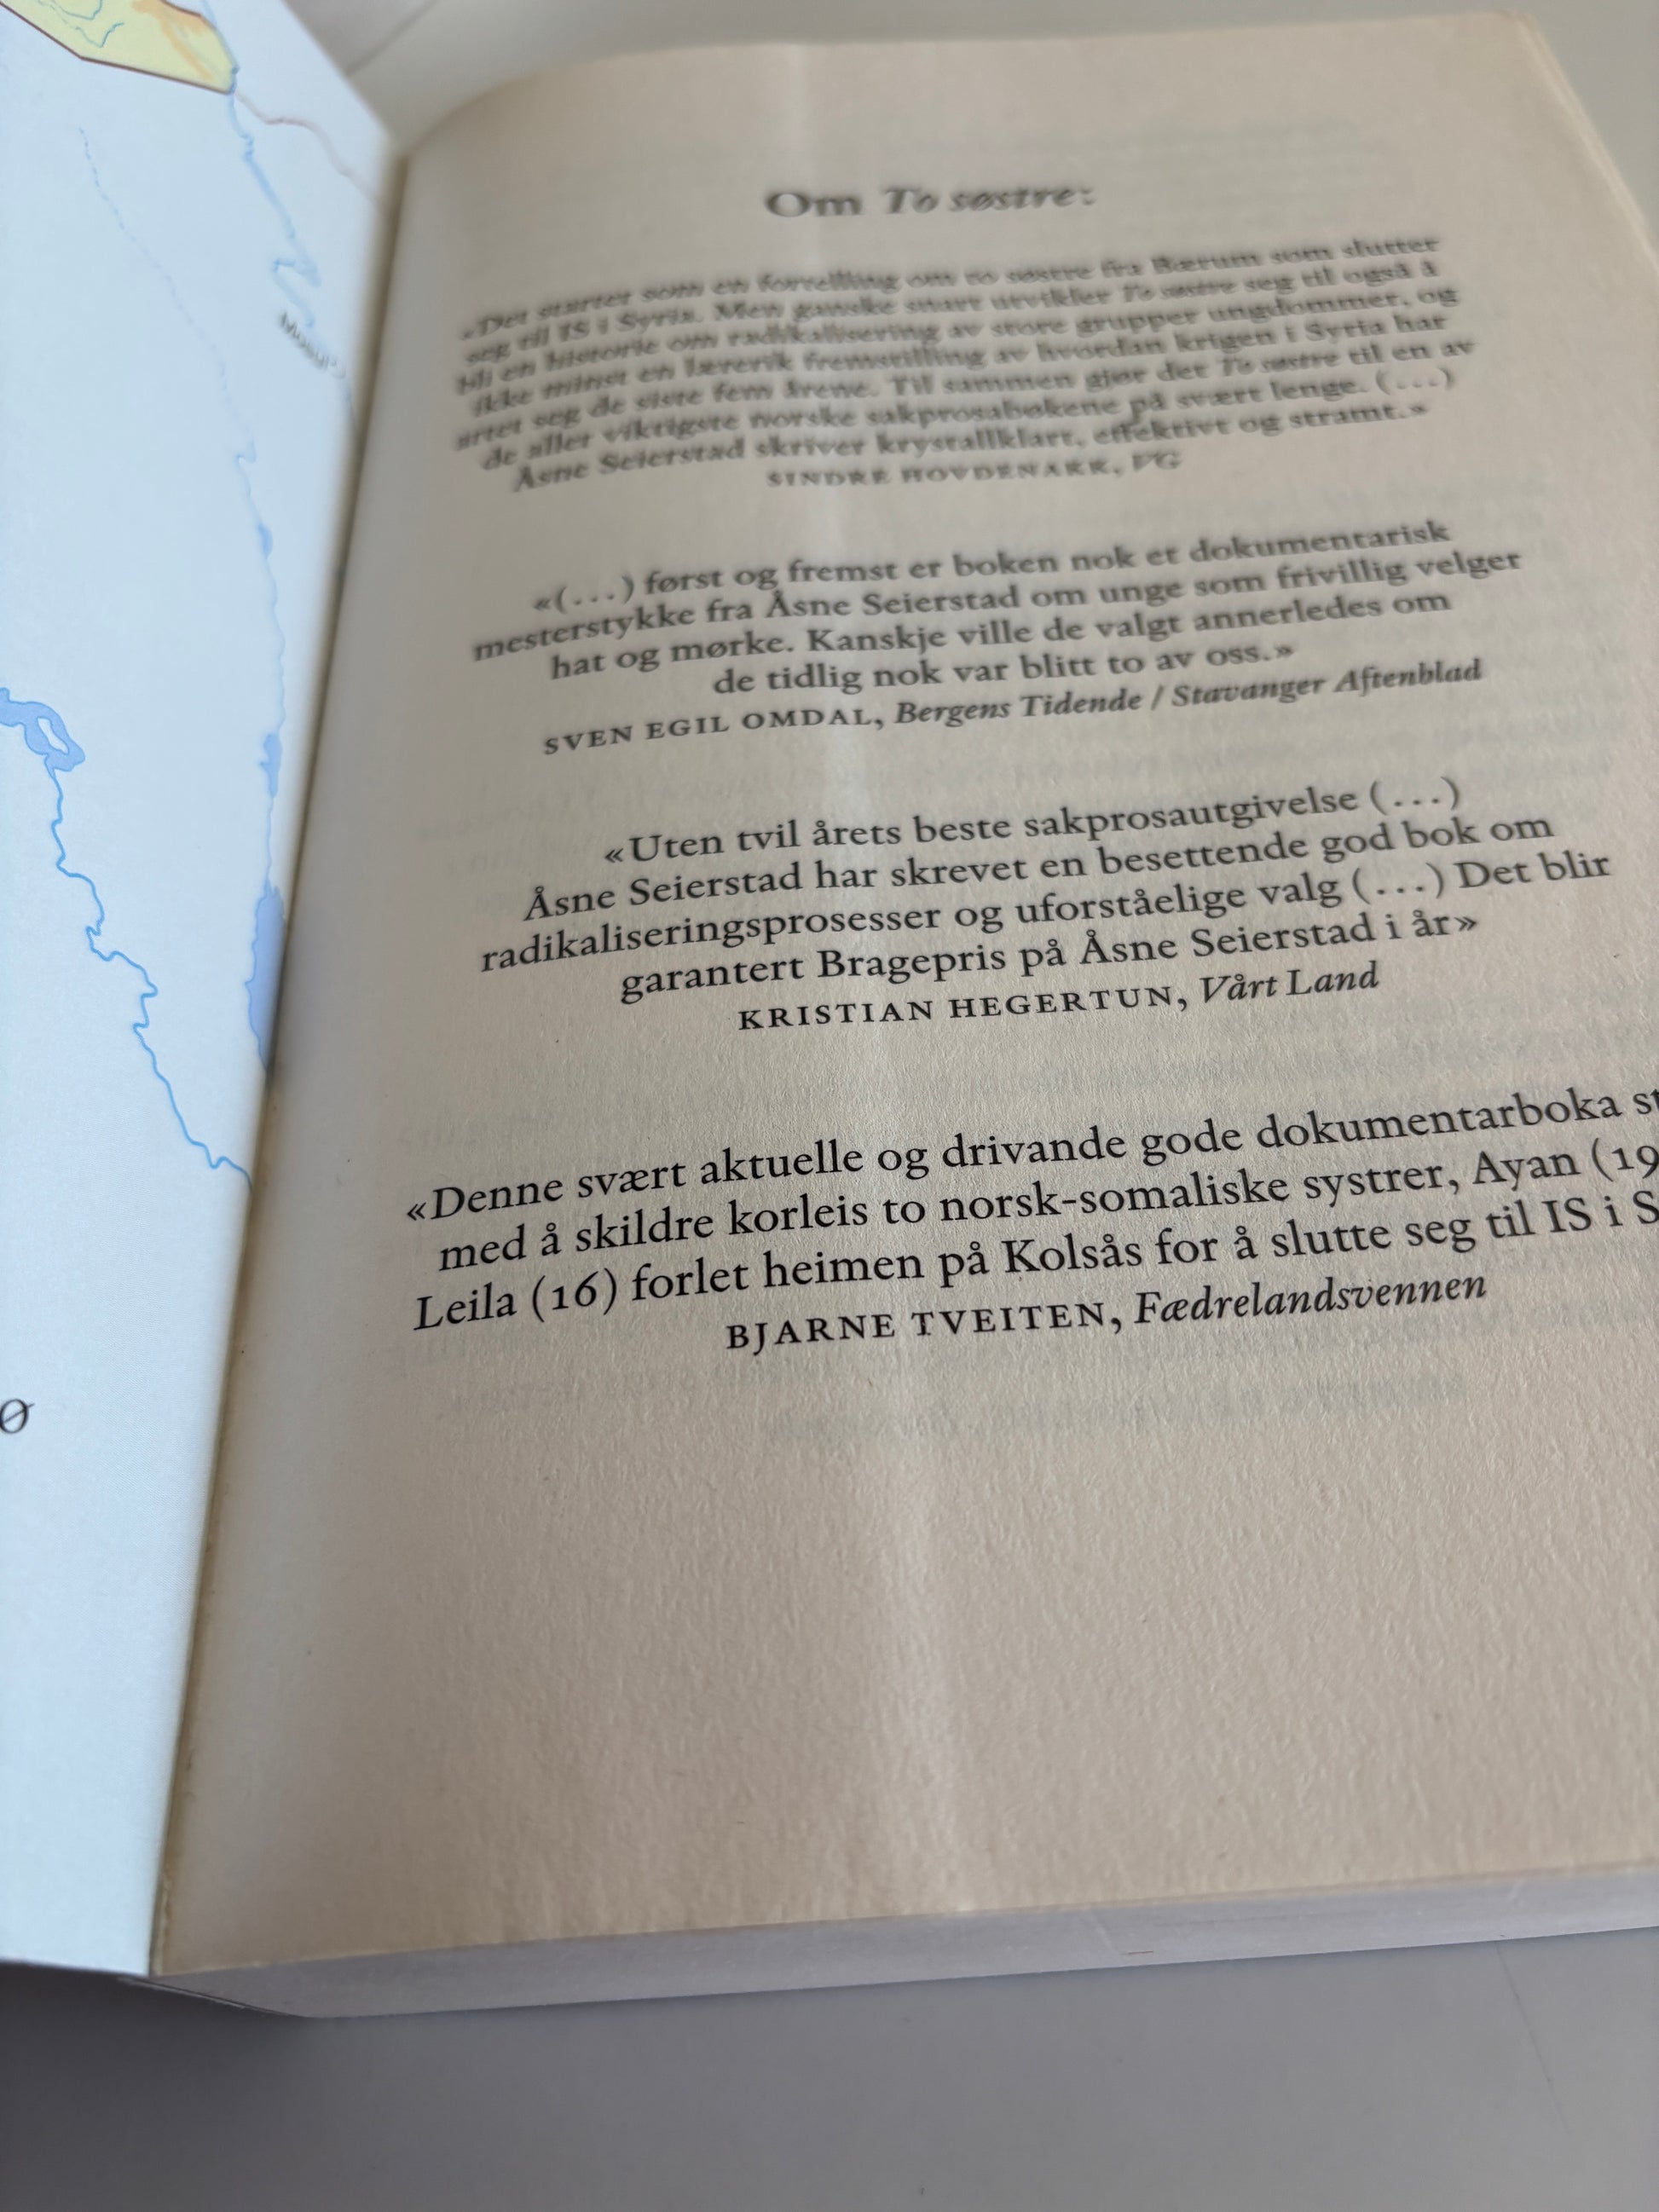 Mosul
Ø
Om To søstre:
«Det starter som en fortelling om to søstre fra Bærum som slutter
seg til IS i Syria. Men ganske snart utvikler To søstre seg til også å
bli en historie om radikalisering av store grupper ungdommer, og
ikke minst en lærerik fremstilling av hvordan krigen i Syria har
artet seg de siste fem årene. Til sammen gjør det To søstre til en av
de aller viktigste norske sakprosabøkene på svært lenge. (...)
Åsne Seierstad skriver krystallklart, effektivt og stramt.»
SINDRE HOVDENAKK, VG
«(...) først og fremst er boken nok et dokumentarisk
mesterstykke fra Åsne Seierstad om unge som frivillig velger
hat og mørke. Kanskje ville de valgt annerledes om
de tidlig nok var blitt to av oss.»
SVEN EGIL OMDAL, Bergens Tidende / Stavanger Aftenblad
«Uten tvil årets beste sakprosautgivelse (...)
Åsne Seierstad har skrevet en besettende god bok om
radikaliseringsprosesser og uforståelige valg (...) Det blir
garantert Bragepris på Åsne Seierstad i år»
KRISTIAN HEGERTUN, Vårt Land
«Denne svært aktuelle og drivande gode dokumentarboka st
med å skildre korleis to norsk-somaliske systrer, Ayan (19
Leila (16) forlet heimen på Kolsås for å slutte seg til IS i S
BJARNE TVEITEN, Fædrelandsvennen